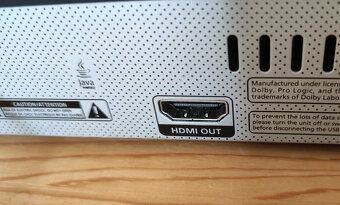 Java
CAUTION/ATTENTION
HDMI OUT
Manufactured under licen
Dolby, Pro Logic, and the
trademarks of Dolby Labo
To prevent the loss of data s
please turn the unit off or sw
before disconnecting the USB